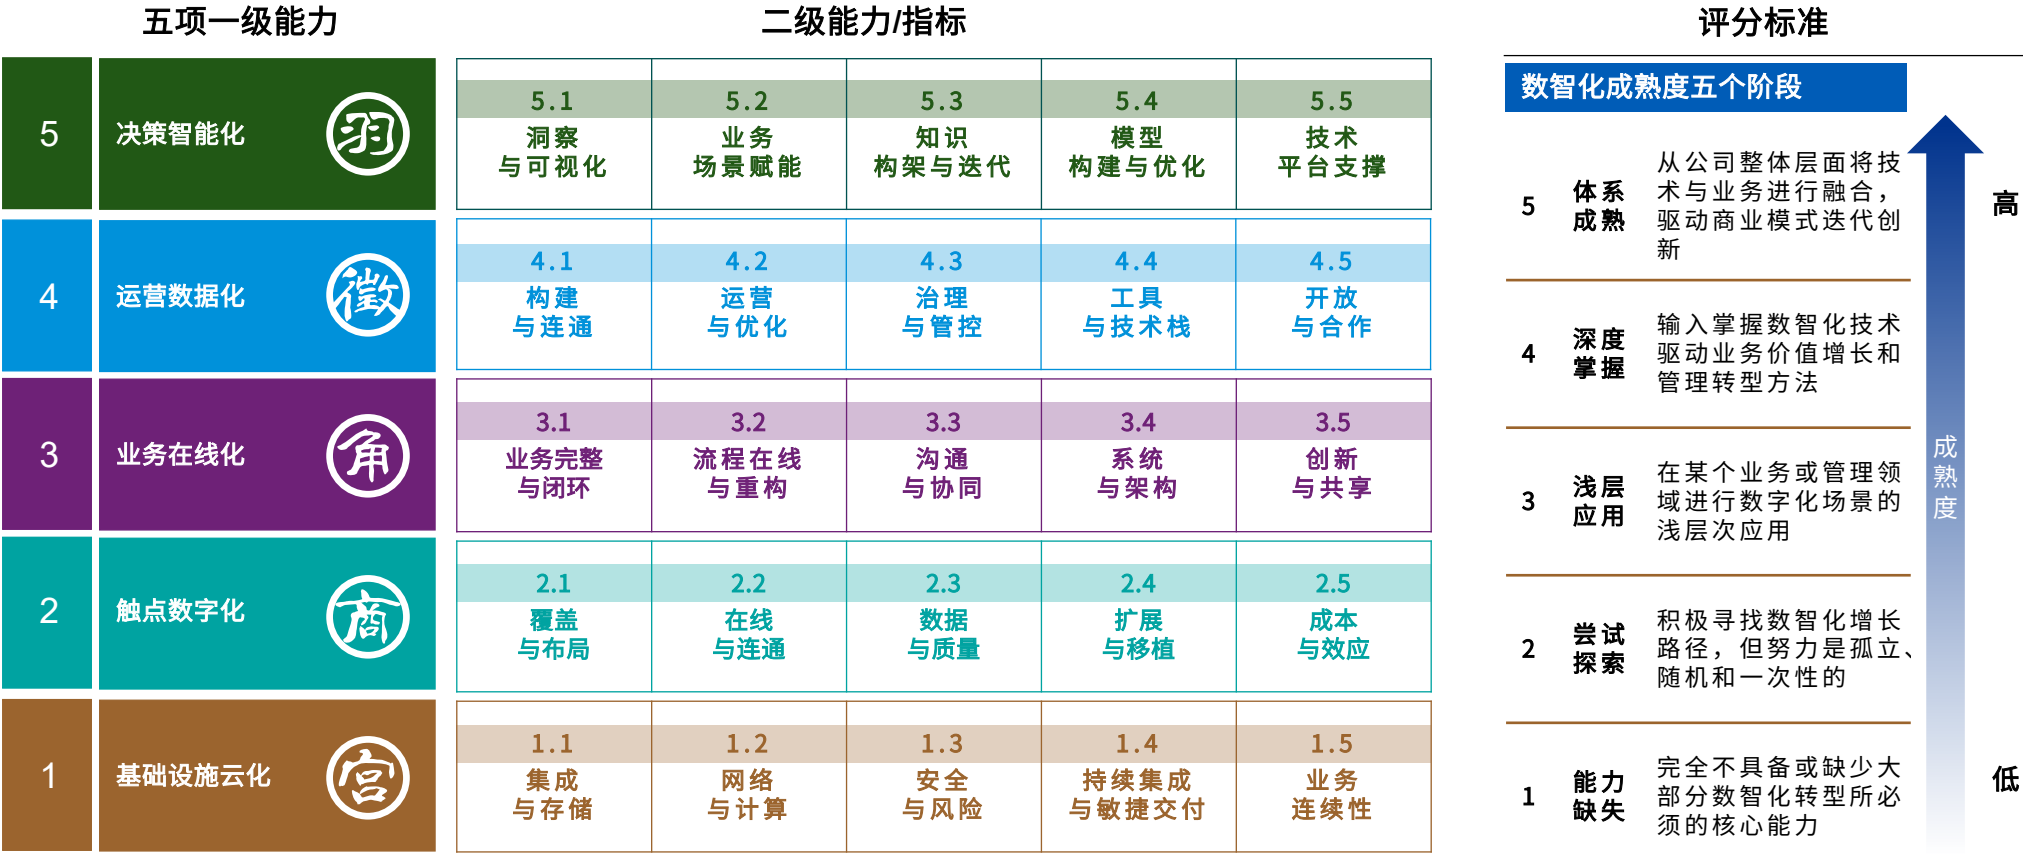 五项一级能力
二级能力/指标
评分标准
5
决策智能化
羽
5.1
5.2
5.3
5.4
5.5
洞察
与可视化
业务
场景赋能
知识
构架与迭代
模型
构建与优化
技术
平台支撑
4
运营数据化
徵
4.1
4.2
4.3
4.4
4.5
构建
与连通
运营
与优化
治理
与管控
工具
与技术栈
开放
与合作
3
业务在线化
角
3.1
3.2
3.3
3.4
3.5
业务完整
与闭环
流程在线
与重构
沟通
与协同
系统
与架构
创新
与共享
2
触点数字化
商
2.1
2.2
2.3
2.4
2.5
覆盖
与布局
在线
与连通
数据
与质量
扩展
与移植
成本
与效应
1
基础设施云化
宫
1.1
1.2
1.3
1.4
1.5
集成
与存储
网络
与计算
安全
与风险
持续集成
与敏捷交付
业务
连续性
数智化成熟度五个阶段
5
体系
成熟
从公司整体层面将技
术与业务进行融合，
驱动商业模式迭代创
新
4
深度
掌握
输入掌握数智化技术
驱动业务价值增长和
管理转型方法
3
浅层
应用
在某个业务或管理领
域进行数字化场景的
浅层次应用
2
尝试
探索
积极寻找数智化增长
路径，但努力是孤立、
随机和一次性的
1
能力
缺失
完全不具备或缺少大
部分数智化转型所必
须的核心能力
高
成
熟
度
低